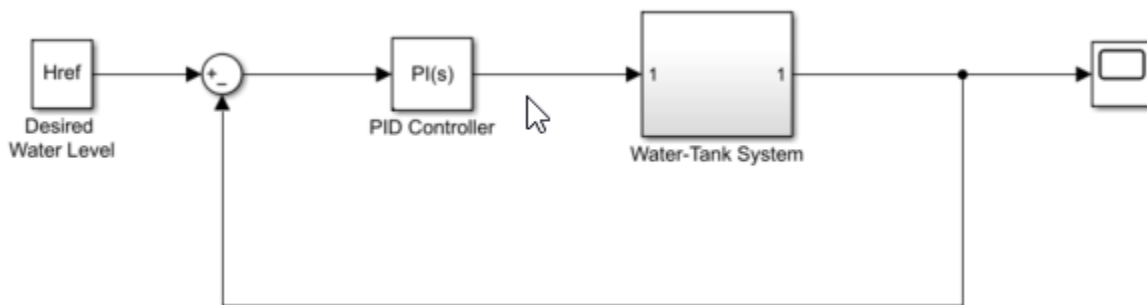 Href
+
−
PI(s)
1
1
Desired
Water Level
PID Controller
Water-Tank System